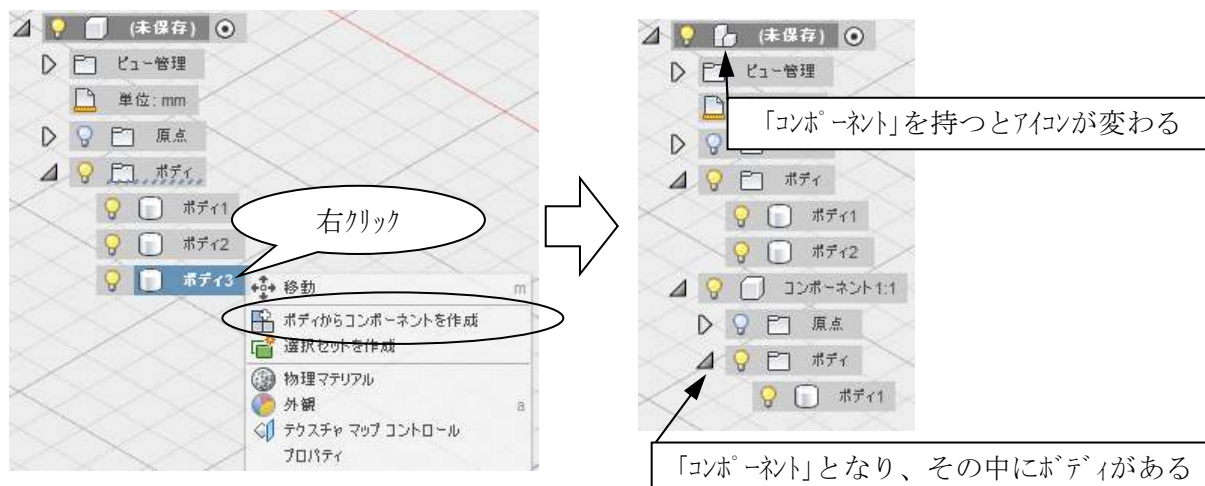 (未保存)
ビュー管理
単位: mm
原点
ボディ
ボディ1
ボディ2
ボディ3
右クリック
移動 m
ボディからコンポーネントを作成
選択セットを作成
物理マテリアル
外観 a
テクスチャ マップ コントロール
プロパティ
(未保存)
ビュー管理
「コンポーネント」を持つとアイコンが変わる
ボディ
ボディ1
ボディ2
コンポーネント1:1
原点
ボディ
ボディ1
「コンポーネント」となり、その中にボディがある